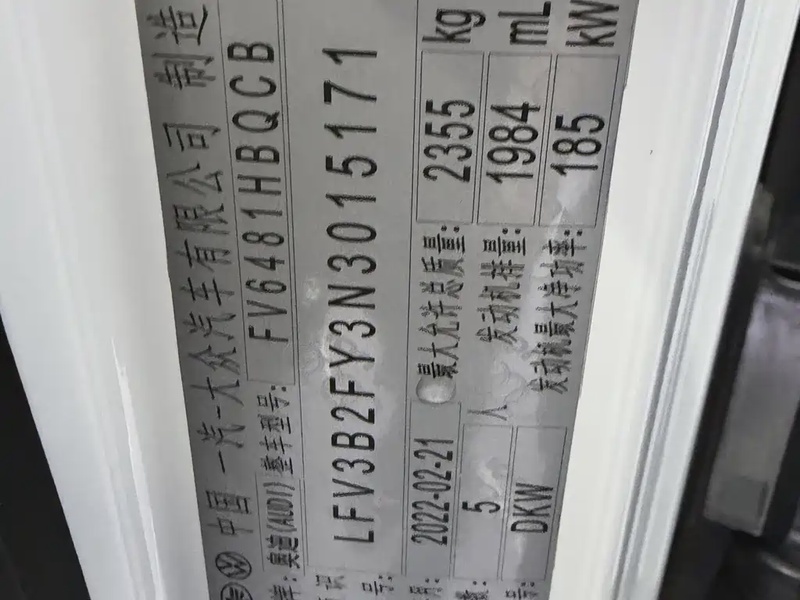 中国 一汽-大众汽车有限公司 制造
奥迪(AUDI) 整车型号: FV6481HBQCB
LFV3B2FY3N3015171
2022-02-21 最大允许总质量: 2355 kg
5 人 发动机排量: 1984 mL
号: DKW 发动机最大净功率: 185 kW